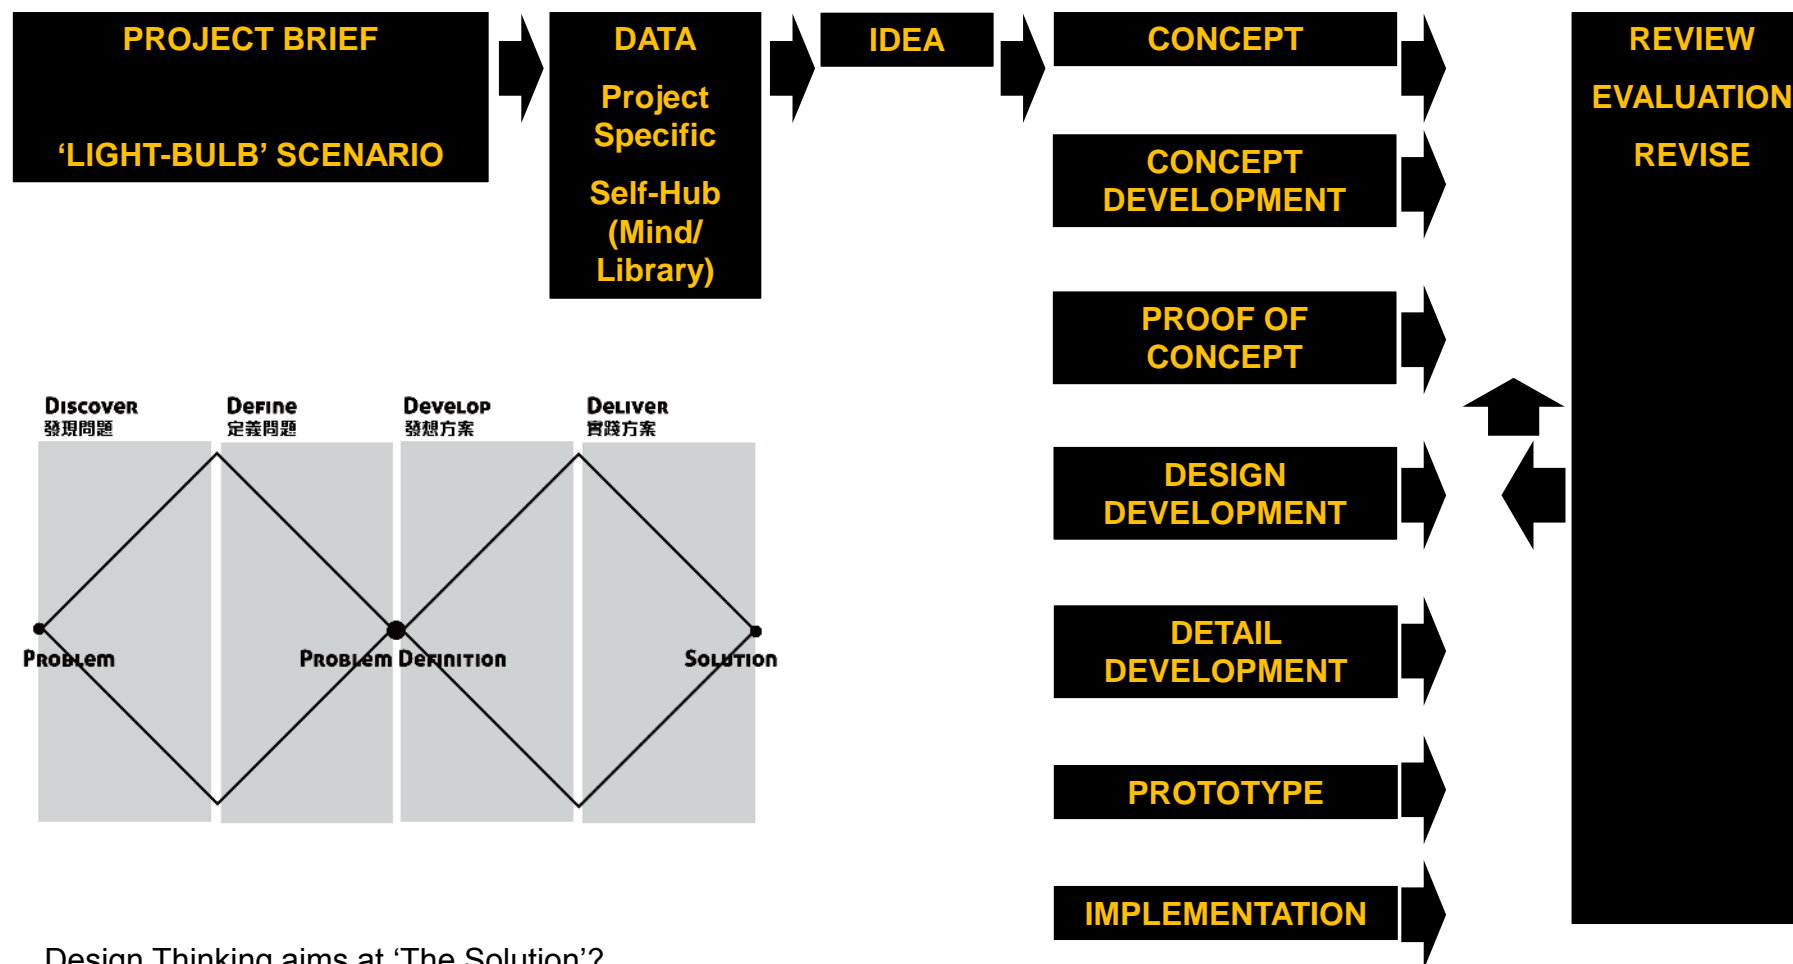 PROJECT BRIEF
‘LIGHT-BULB’ SCENARIO
DATA
Project
Specific
Self-Hub
(Mind/
Library)
IDEA
CONCEPT
CONCEPT
DEVELOPMENT
PROOF OF
CONCEPT
DESIGN
DEVELOPMENT
DETAIL
DEVELOPMENT
PROTOTYPE
IMPLEMENTATION
REVIEW
EVALUATION
REVISE
Discover
發現問題
Define
定義問題
Develop
發想方案
Deliver
實踐方案
Problem
Problem Definition
Solution
Design Thinking aims at ‘The Solution’?